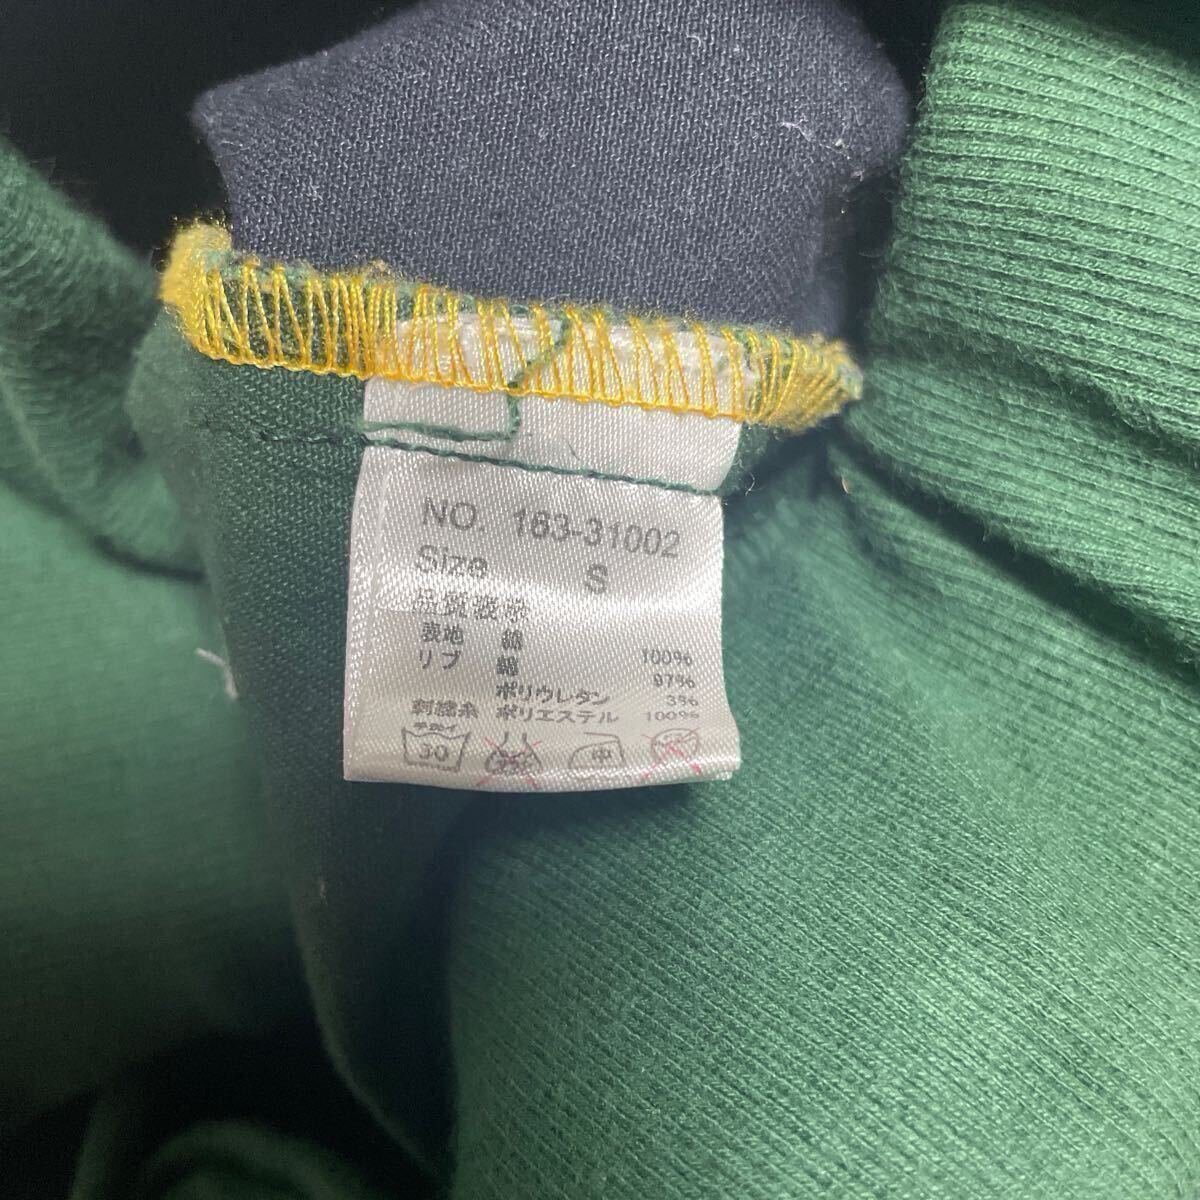 NO. 163-31002
Size S
品質表示
表地 綿 100%
リブ 綿 97%
ポリウレタン 3%
刺繍糸 ポリエステル 100%
30 中